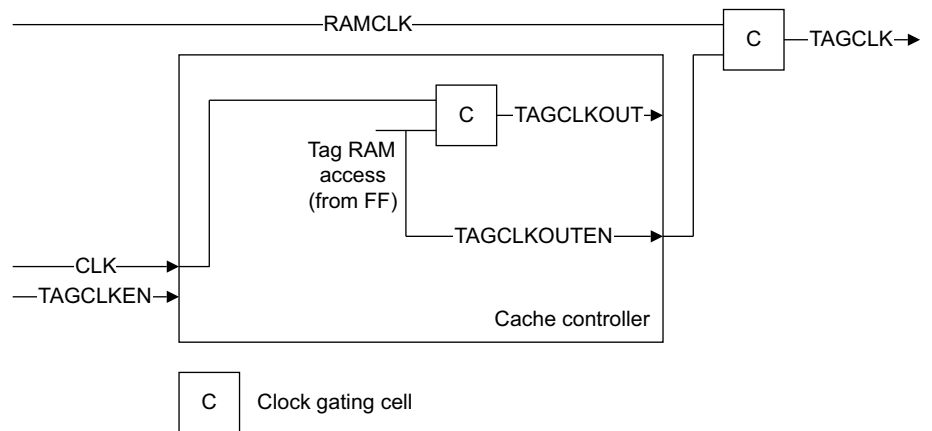 RAMCLK
C
TAGCLK
C
TAGCLKOUT
Tag RAM
access
(from FF)
TAGCLKOUTEN
CLK
TAGCLKEN
Cache controller
C
Clock gating cell